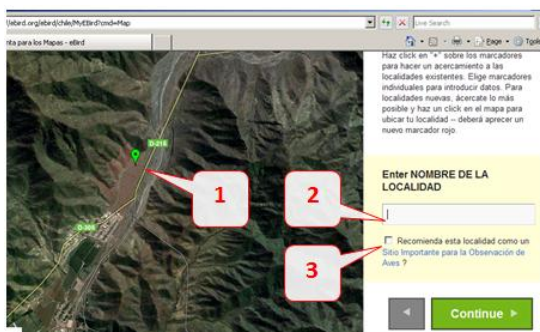 /ebird.org/ebird/chile/MyEBird?cmd=Map
Live Search
nta para los Mapas - eBird
Page
Tools
Haz click en "+" sobre los marcadores
para hacer un acercamiento a las
localidades existentes. Elige marcadores
individuales para introducir datos. Para
localidades nuevas, ácercate lo más
posible y haz un click en el mapa para
ubicar tu localidad – deberá aprecer un
nuevo marcador rojo.
D-215
1
Enter NOMBRE DE LA
LOCALIDAD
2
Recomienda esta localidad como un
Sitio Importante para la Observación de
Aves ?
3
Continue